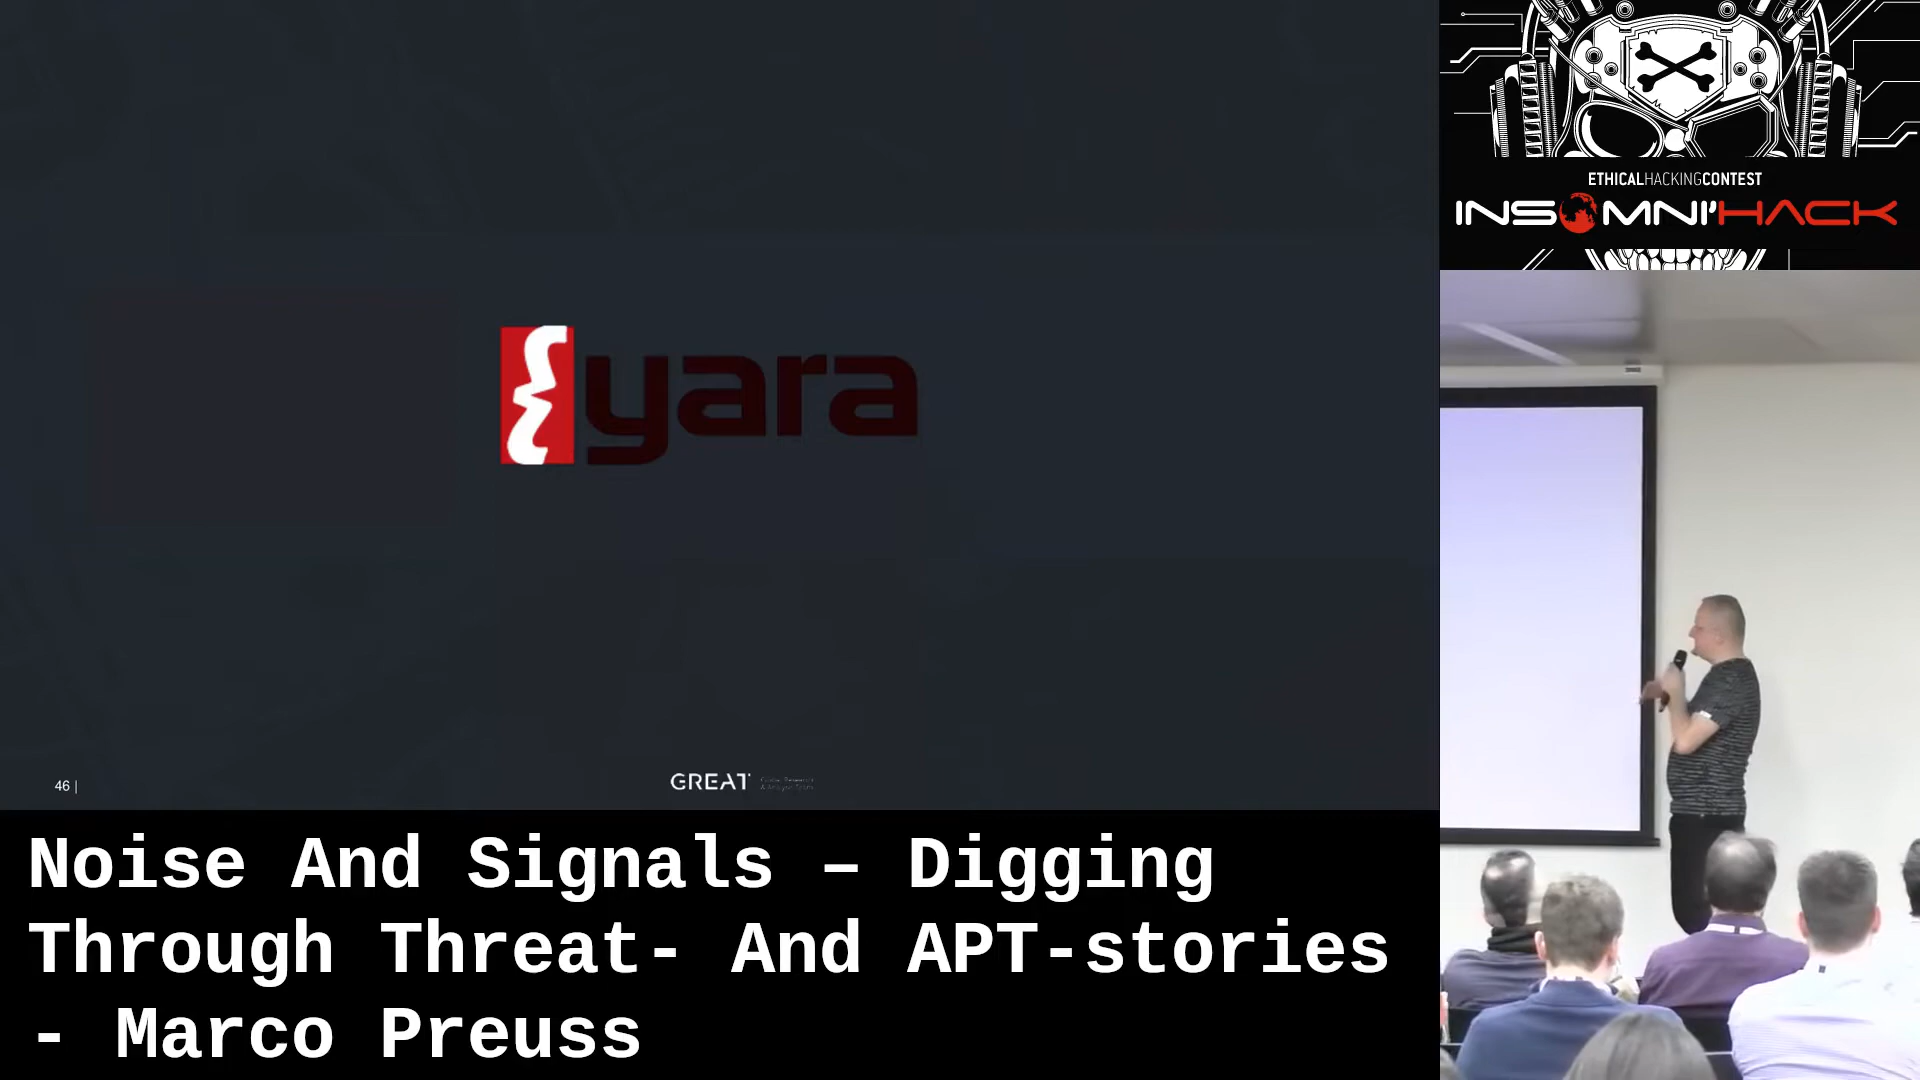 yara
46 |
GREAT
ETHICALHACKINGCONTEST
INSOMNI'HACK
Noise And Signals – Digging
Through Threat- And APT-stories
- Marco Preuss